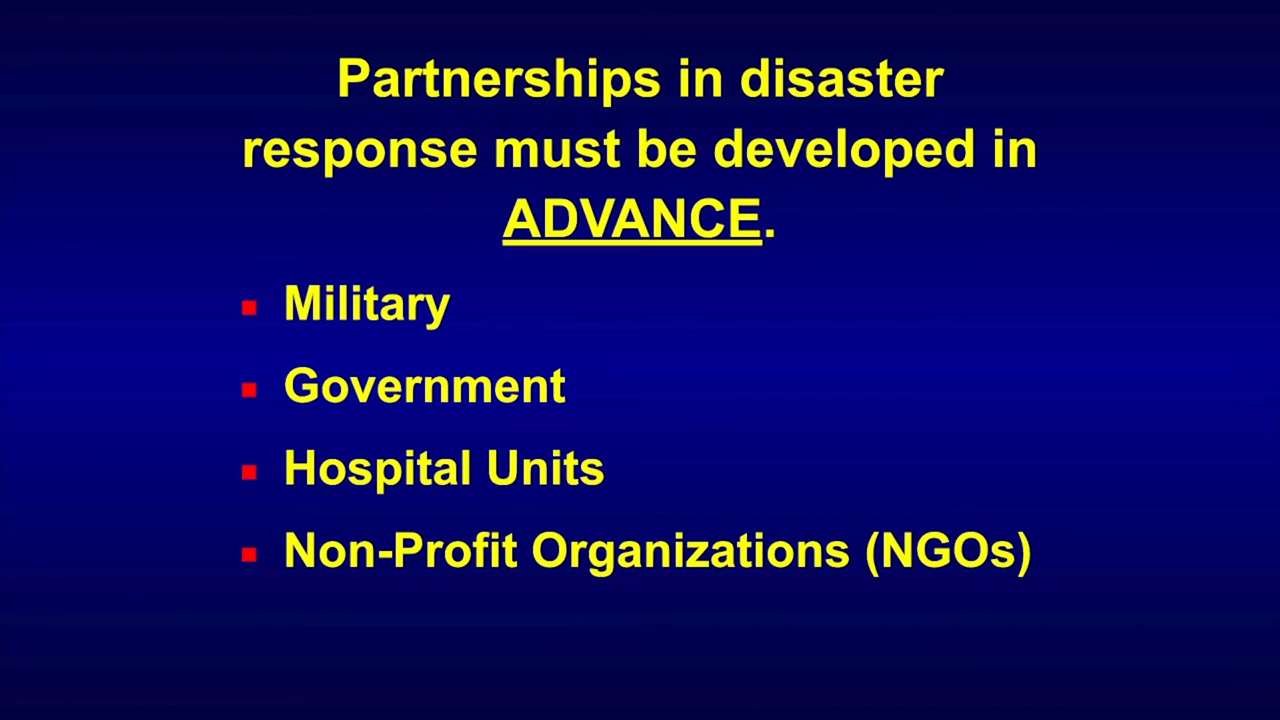 Partnerships in disaster
response must be developed in
ADVANCE.
Military
Government
Hospital Units
Non-Profit Organizations (NGOs)